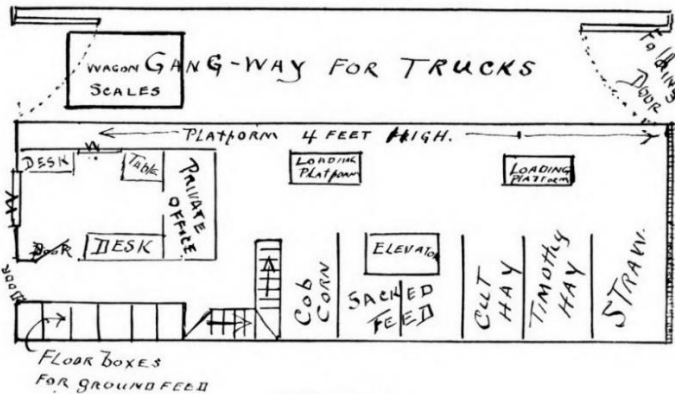 WAGON
SCALES
GANG-WAY FOR TRUCKS
FOLDING
DOOR
PLATFORM 4 FEET HIGH.
W
DESK
Table
PRIVATE
OFFICE
LOADING
PLATFORM
LOADING
PLATFORM
W
DOOR
DESK
DOOR
ELEVATOR
COB
CORN
SACKED
FEED
CUT
HAY
TIMOTHY
HAY
STRAW.
FLOOR BOXES
FOR GROUND FEED